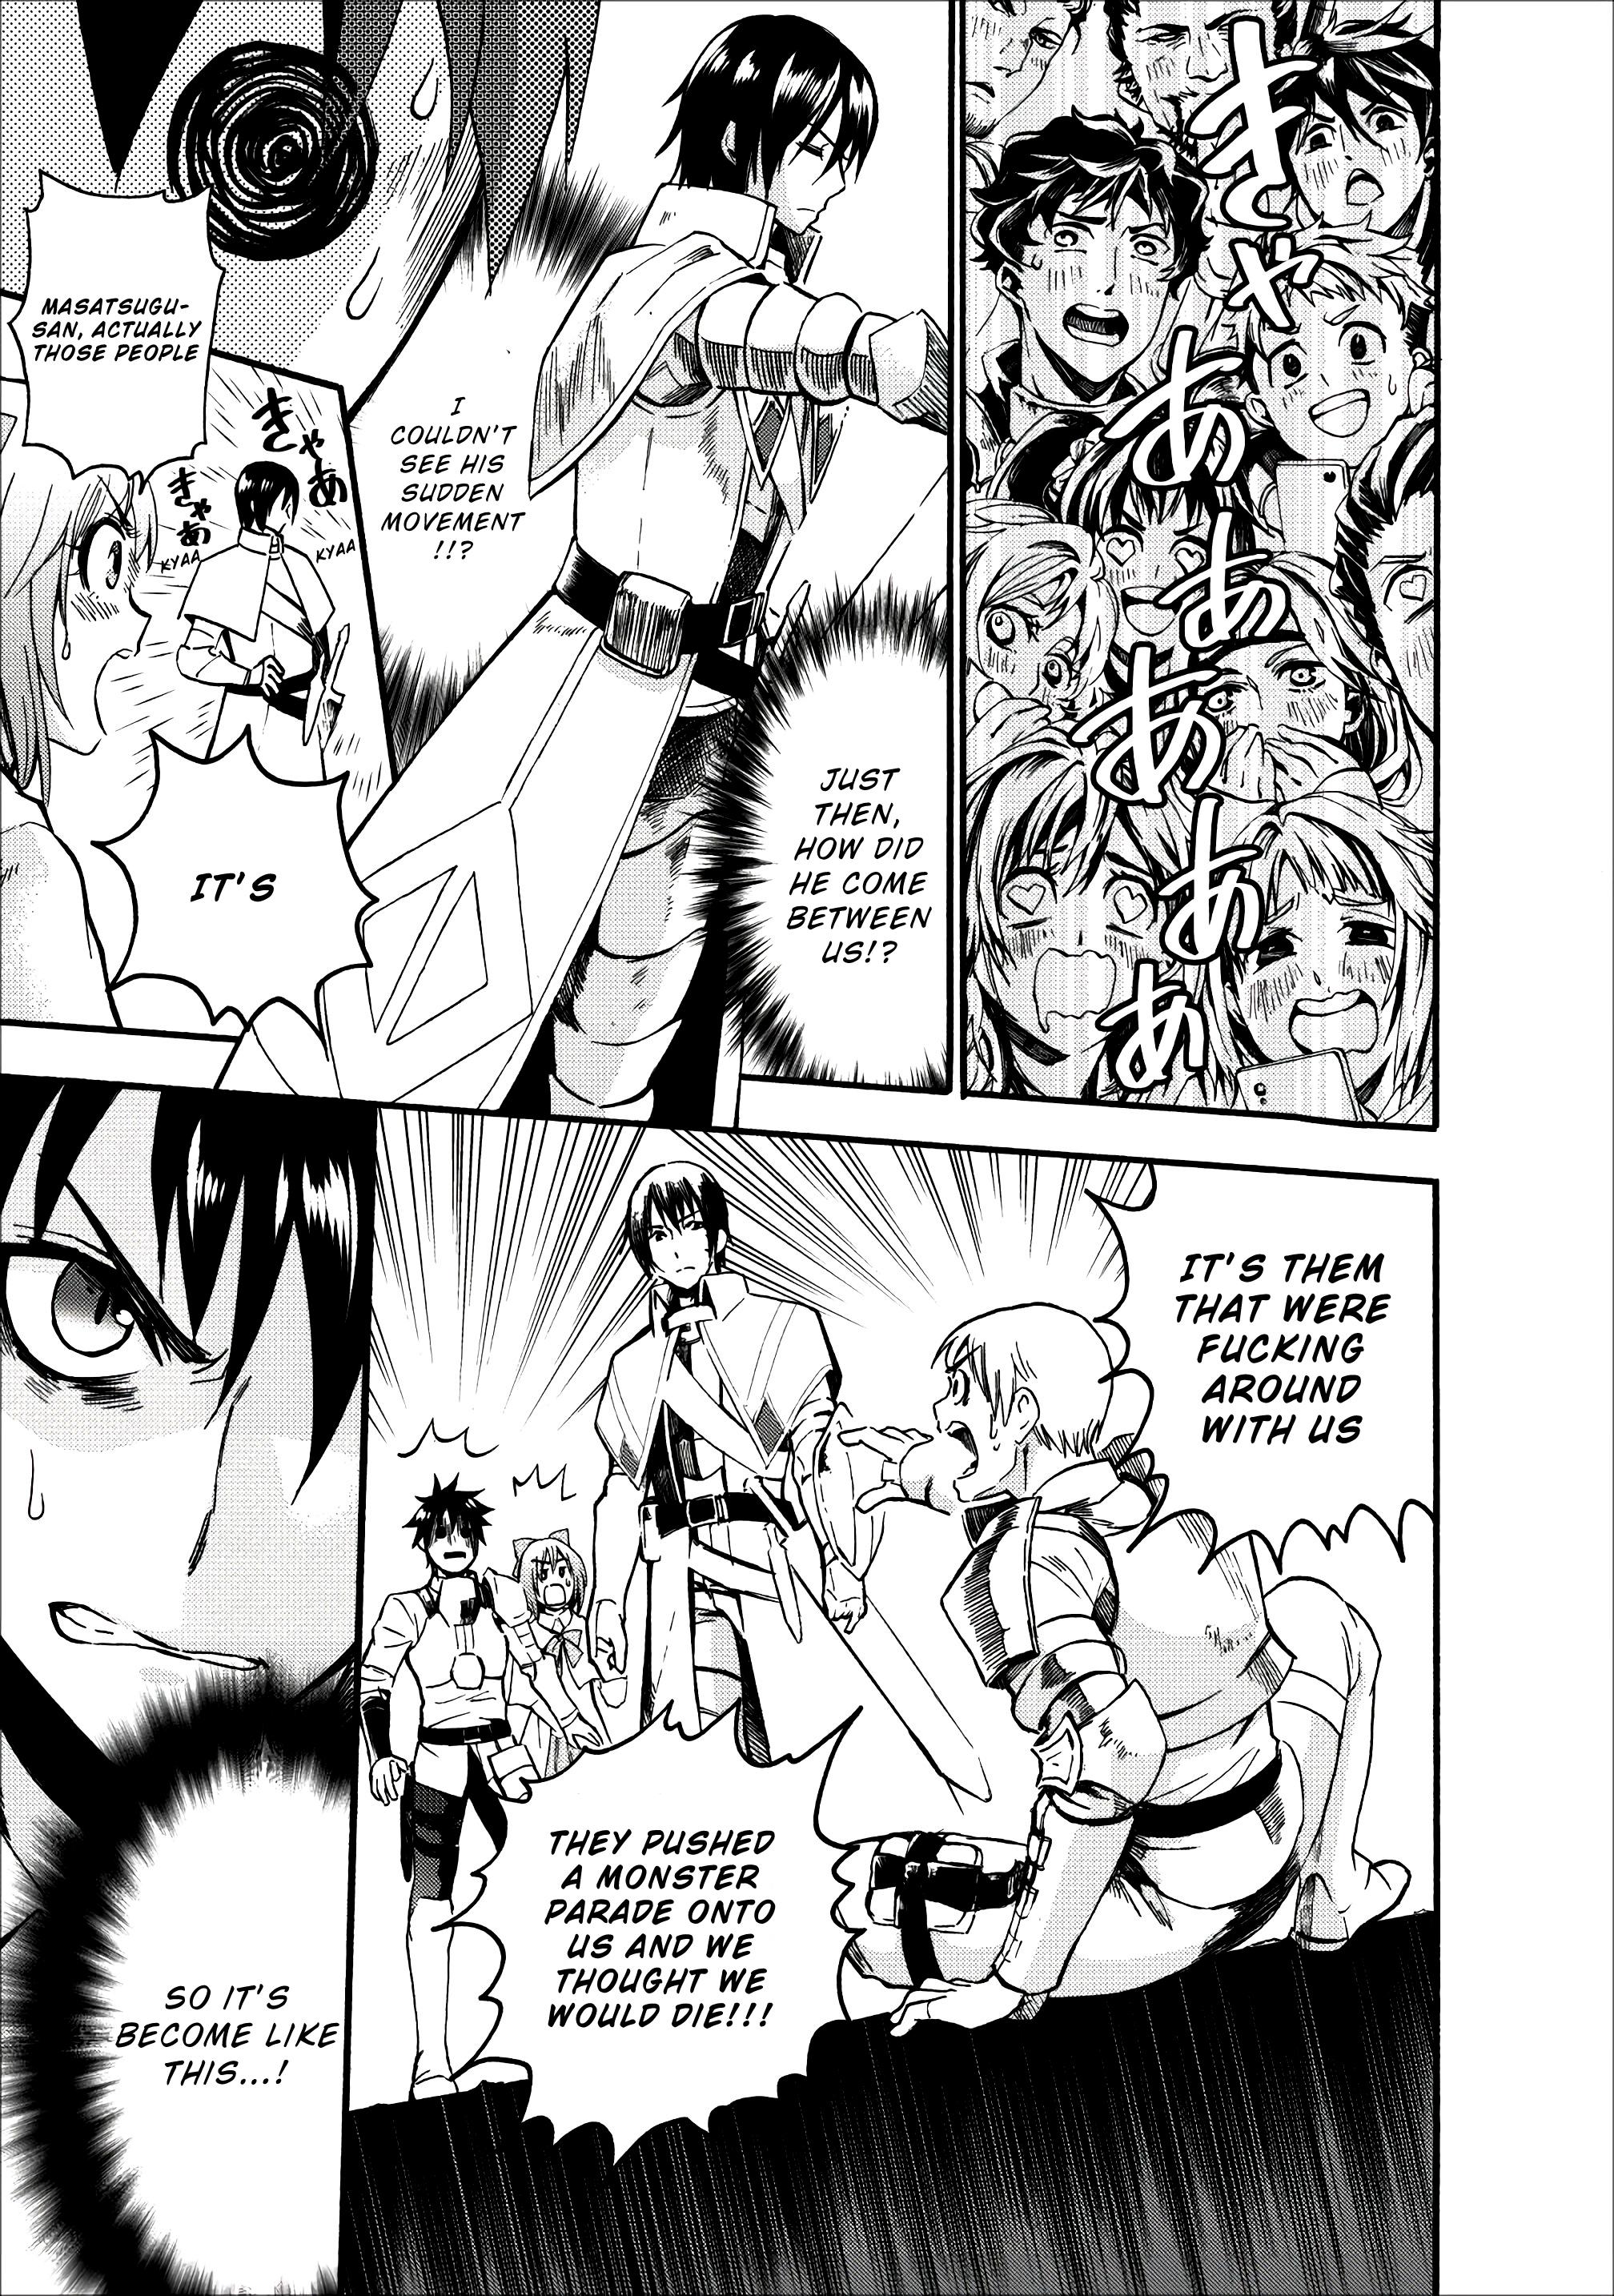 きゃあああああ
JUST
THEN,
HOW DID
HE COME
BETWEEN
US!?
I
COULDN'T
SEE HIS
SUDDEN
MOVEMENT
!!?
きゃあ
KYAA
きゃあ
KYAA
MASATSUGU-
SAN, ACTUALLY
THOSE PEOPLE
IT'S
IT'S THEM
THAT WERE
FUCKING
AROUND
WITH US
THEY PUSHED
A MONSTER
PARADE ONTO
US AND WE
THOUGHT WE
WOULD DIE!!!
SO IT'S
BECOME LIKE
THIS...!